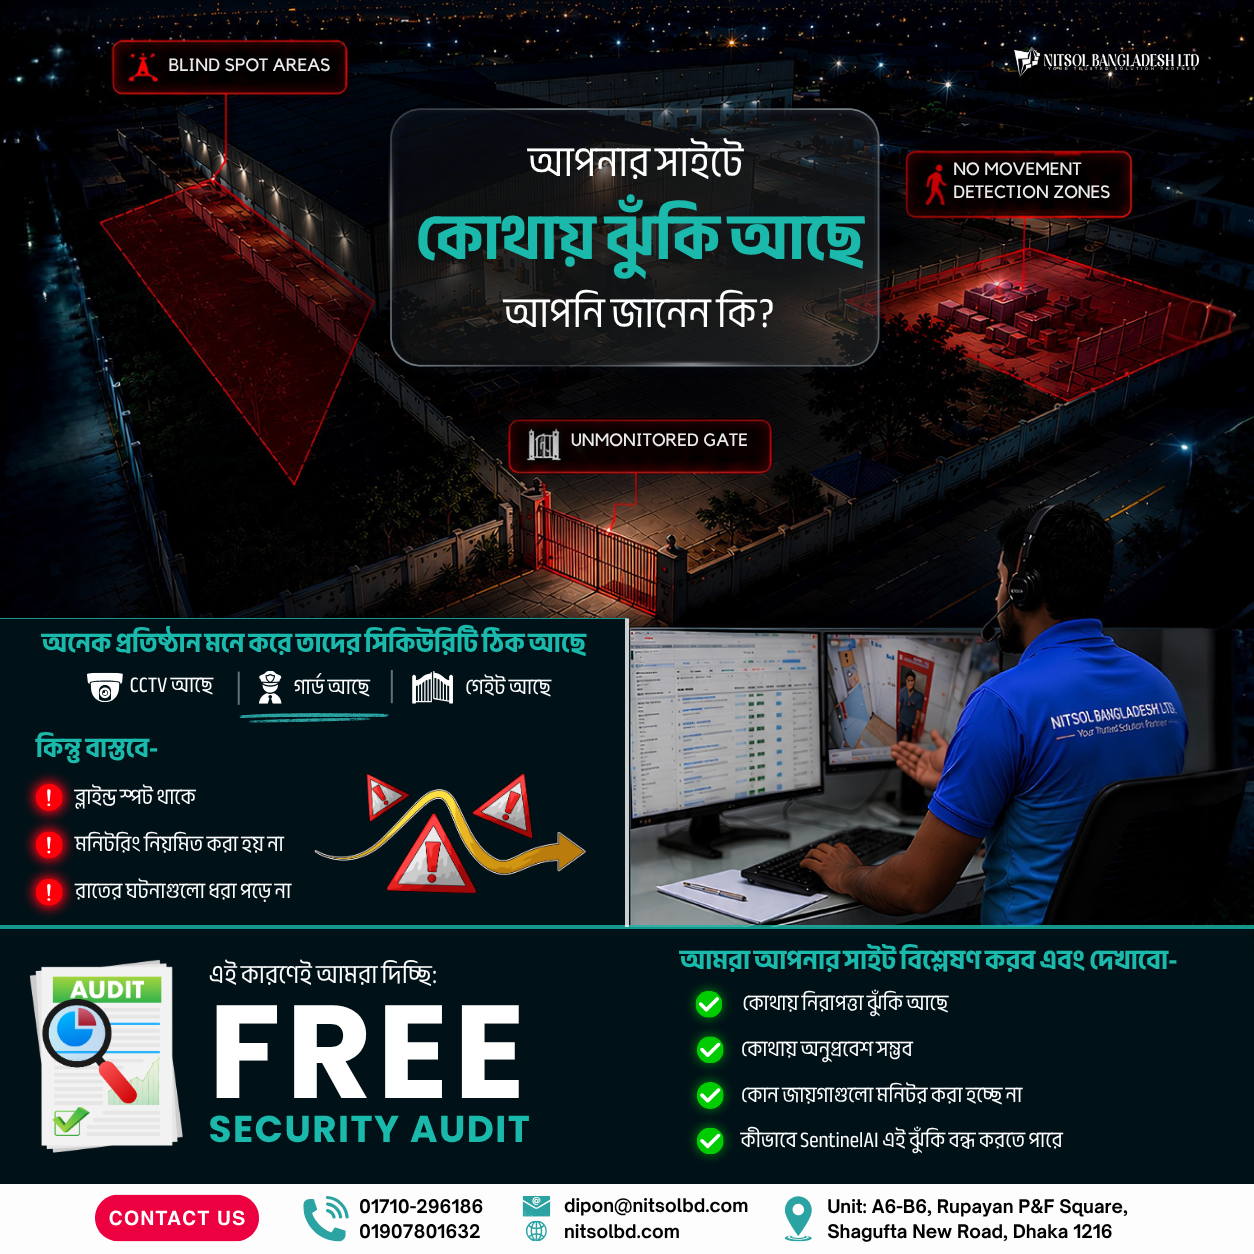 BLIND SPOT AREAS
NITSOL BANGLADESH LTD
YOUR TRUSTED SOLUTION PARTNER
আপনার সাইটে
কোথায় ঝুঁকি আছে
আপনি জানেন কি?
NO MOVEMENT
DETECTION ZONES
UNMONITORED GATE
অনেক প্রতিষ্ঠান মনে করে তাদের সিকিউরিটি ঠিক আছে
CCTV আছে
গার্ড আছে
গেইট আছে
কিন্তু বাস্তবে-
ব্লাইন্ড স্পট থাকে
মনিটরিং নিয়মিত করা হয় না
রাতের ঘটনাগুলো ধরা পড়ে না
NITSOL BANGLADESH LTD.
Your Trusted Solution Partner
AUDIT
এই কারণেই আমরা দিচ্ছি:
FREE
SECURITY AUDIT
আমরা আপনার সাইট বিশ্লেষণ করব এবং দেখাবো-
কোথায় নিরাপত্তা ঝুঁকি আছে
কোথায় অনুপ্রবেশ সম্ভব
কোন জায়গাগুলো মনিটর করা হচ্ছে না
কীভাবে SentinelAI এই ঝুঁকি বন্ধ করতে পারে
CONTACT US
01710-296186
01907801632
dipon@nitsolbd.com
nitsolbd.com
Unit: A6-B6, Rupayan P&F Square,
Shagufta New Road, Dhaka 1216